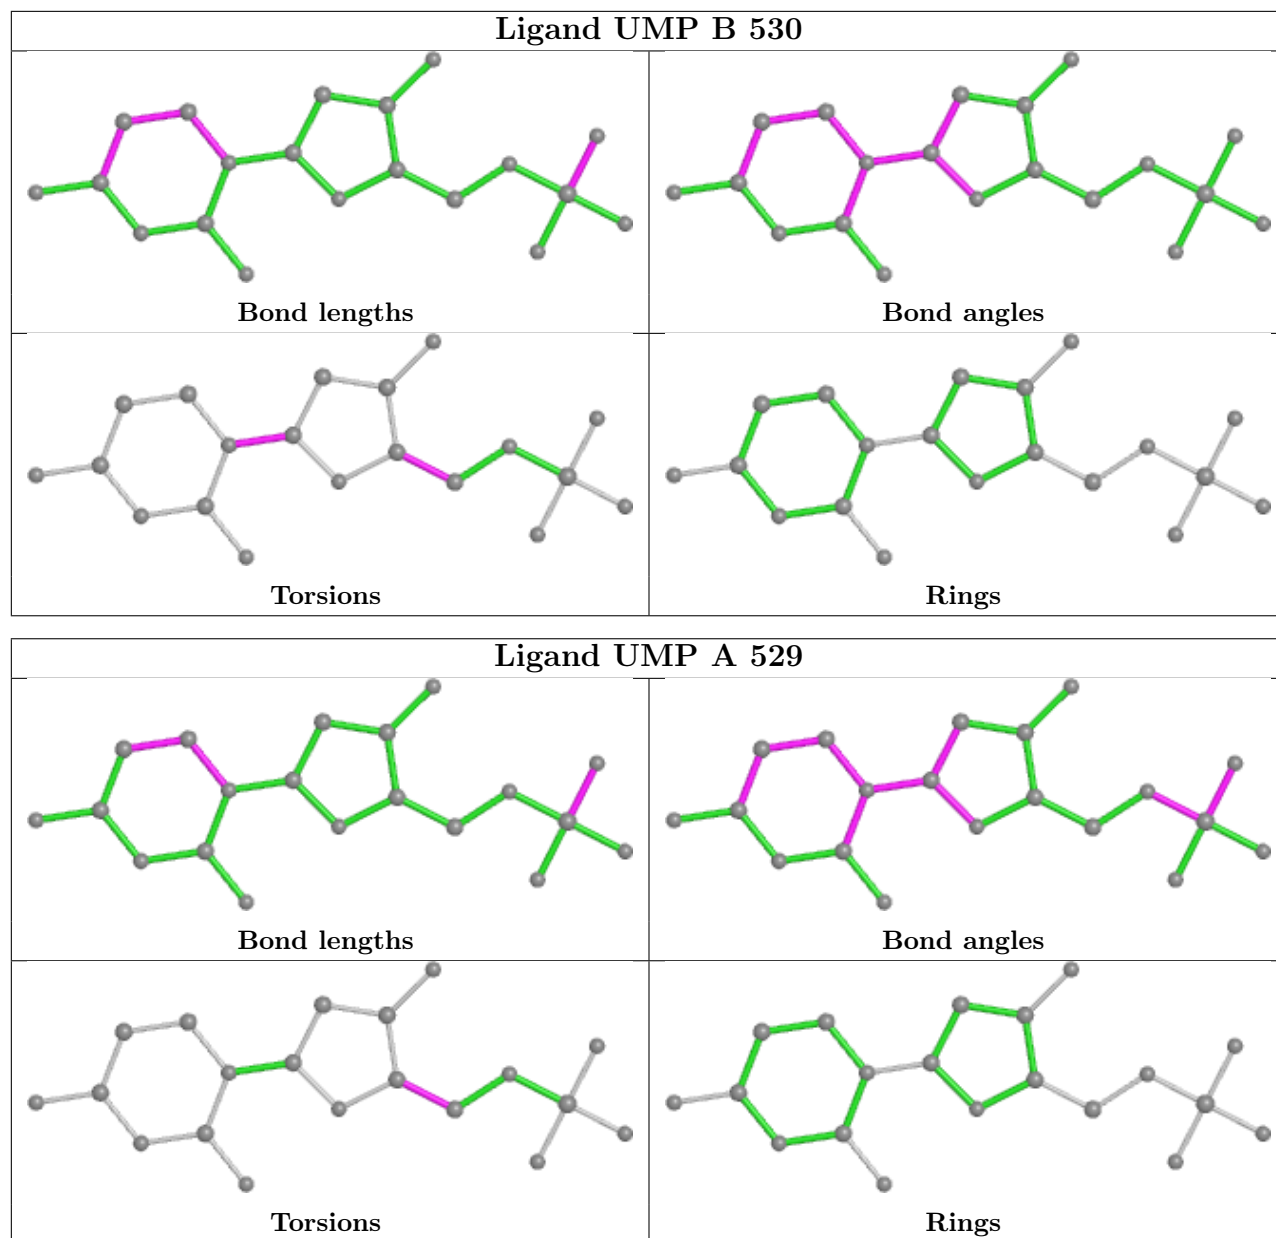 Ligand UMP B 530
Bond lengths
Bond angles
Torsions
Rings
Ligand UMP A 529
Bond lengths
Bond angles
Torsions
Rings